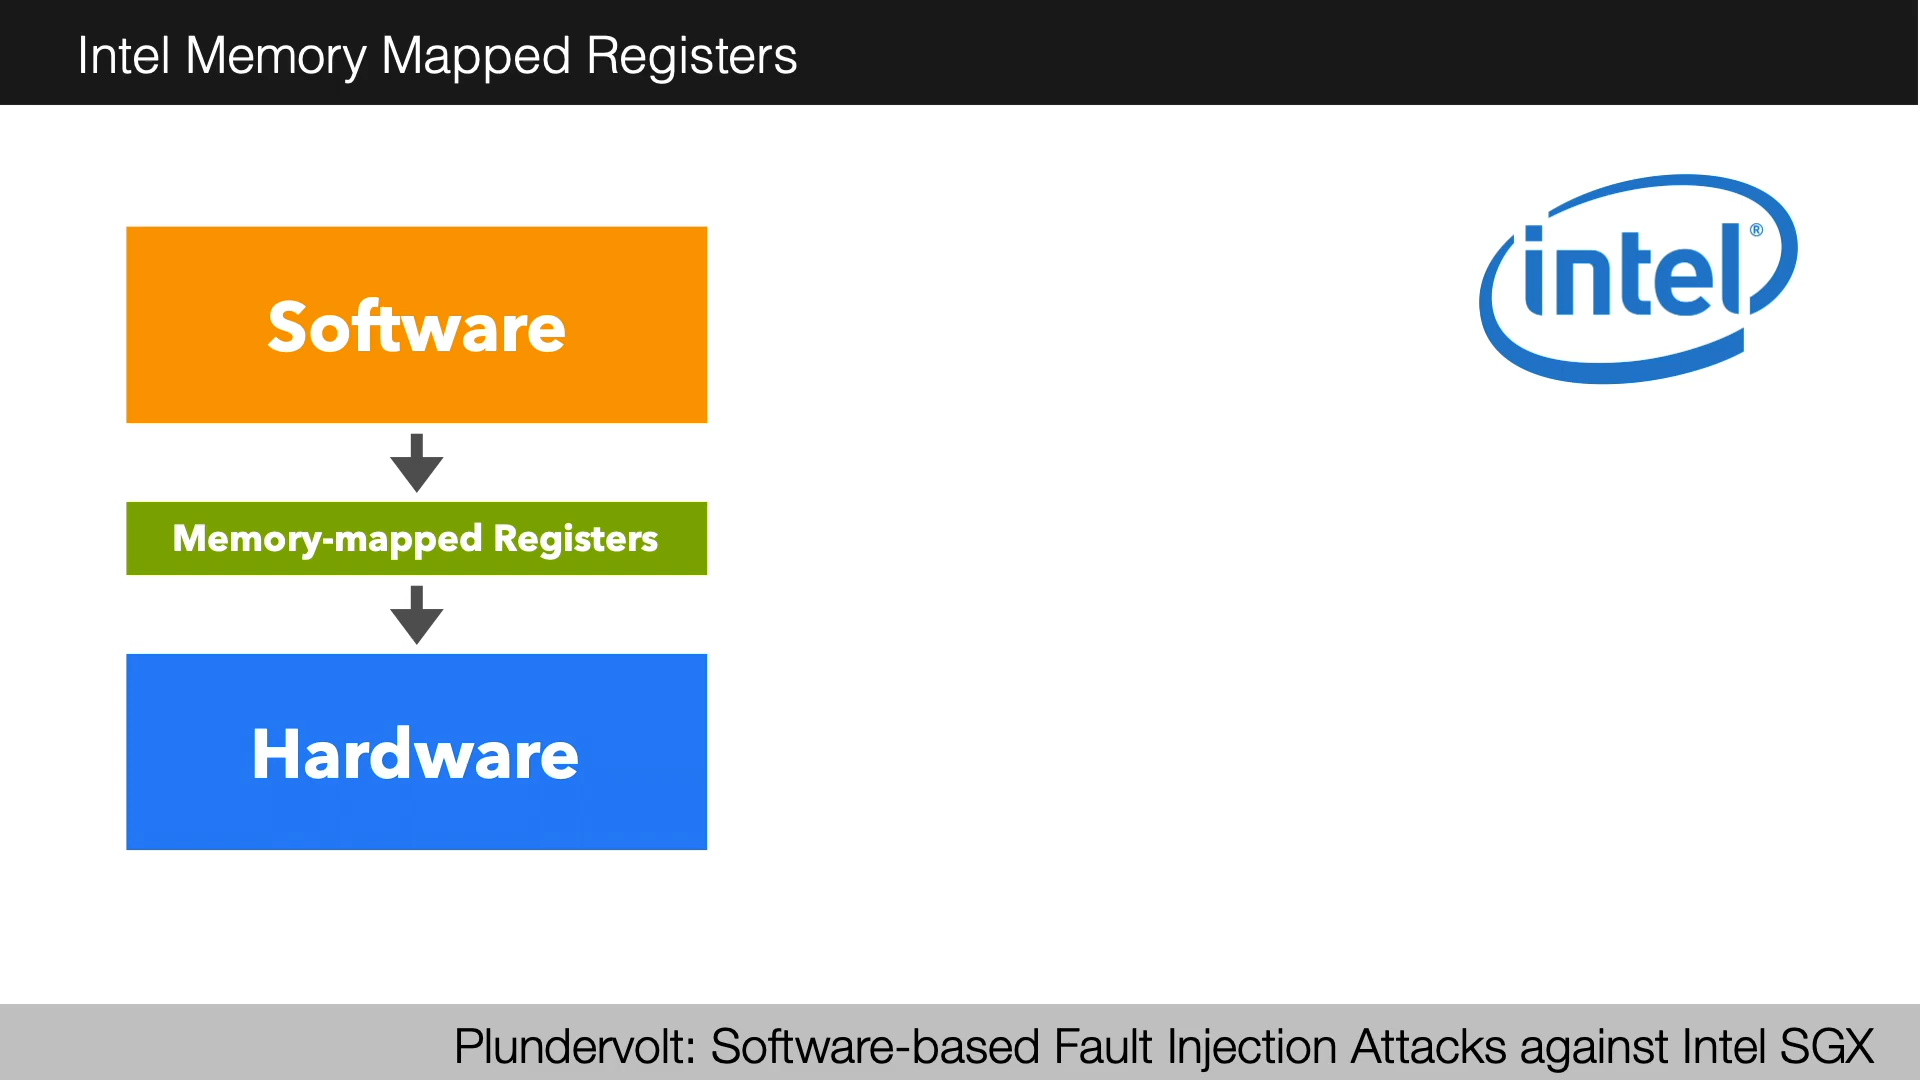 Intel Memory Mapped Registers
intel®
Software
Memory-mapped Registers
Hardware
Plundervolt: Software-based Fault Injection Attacks against Intel SGX